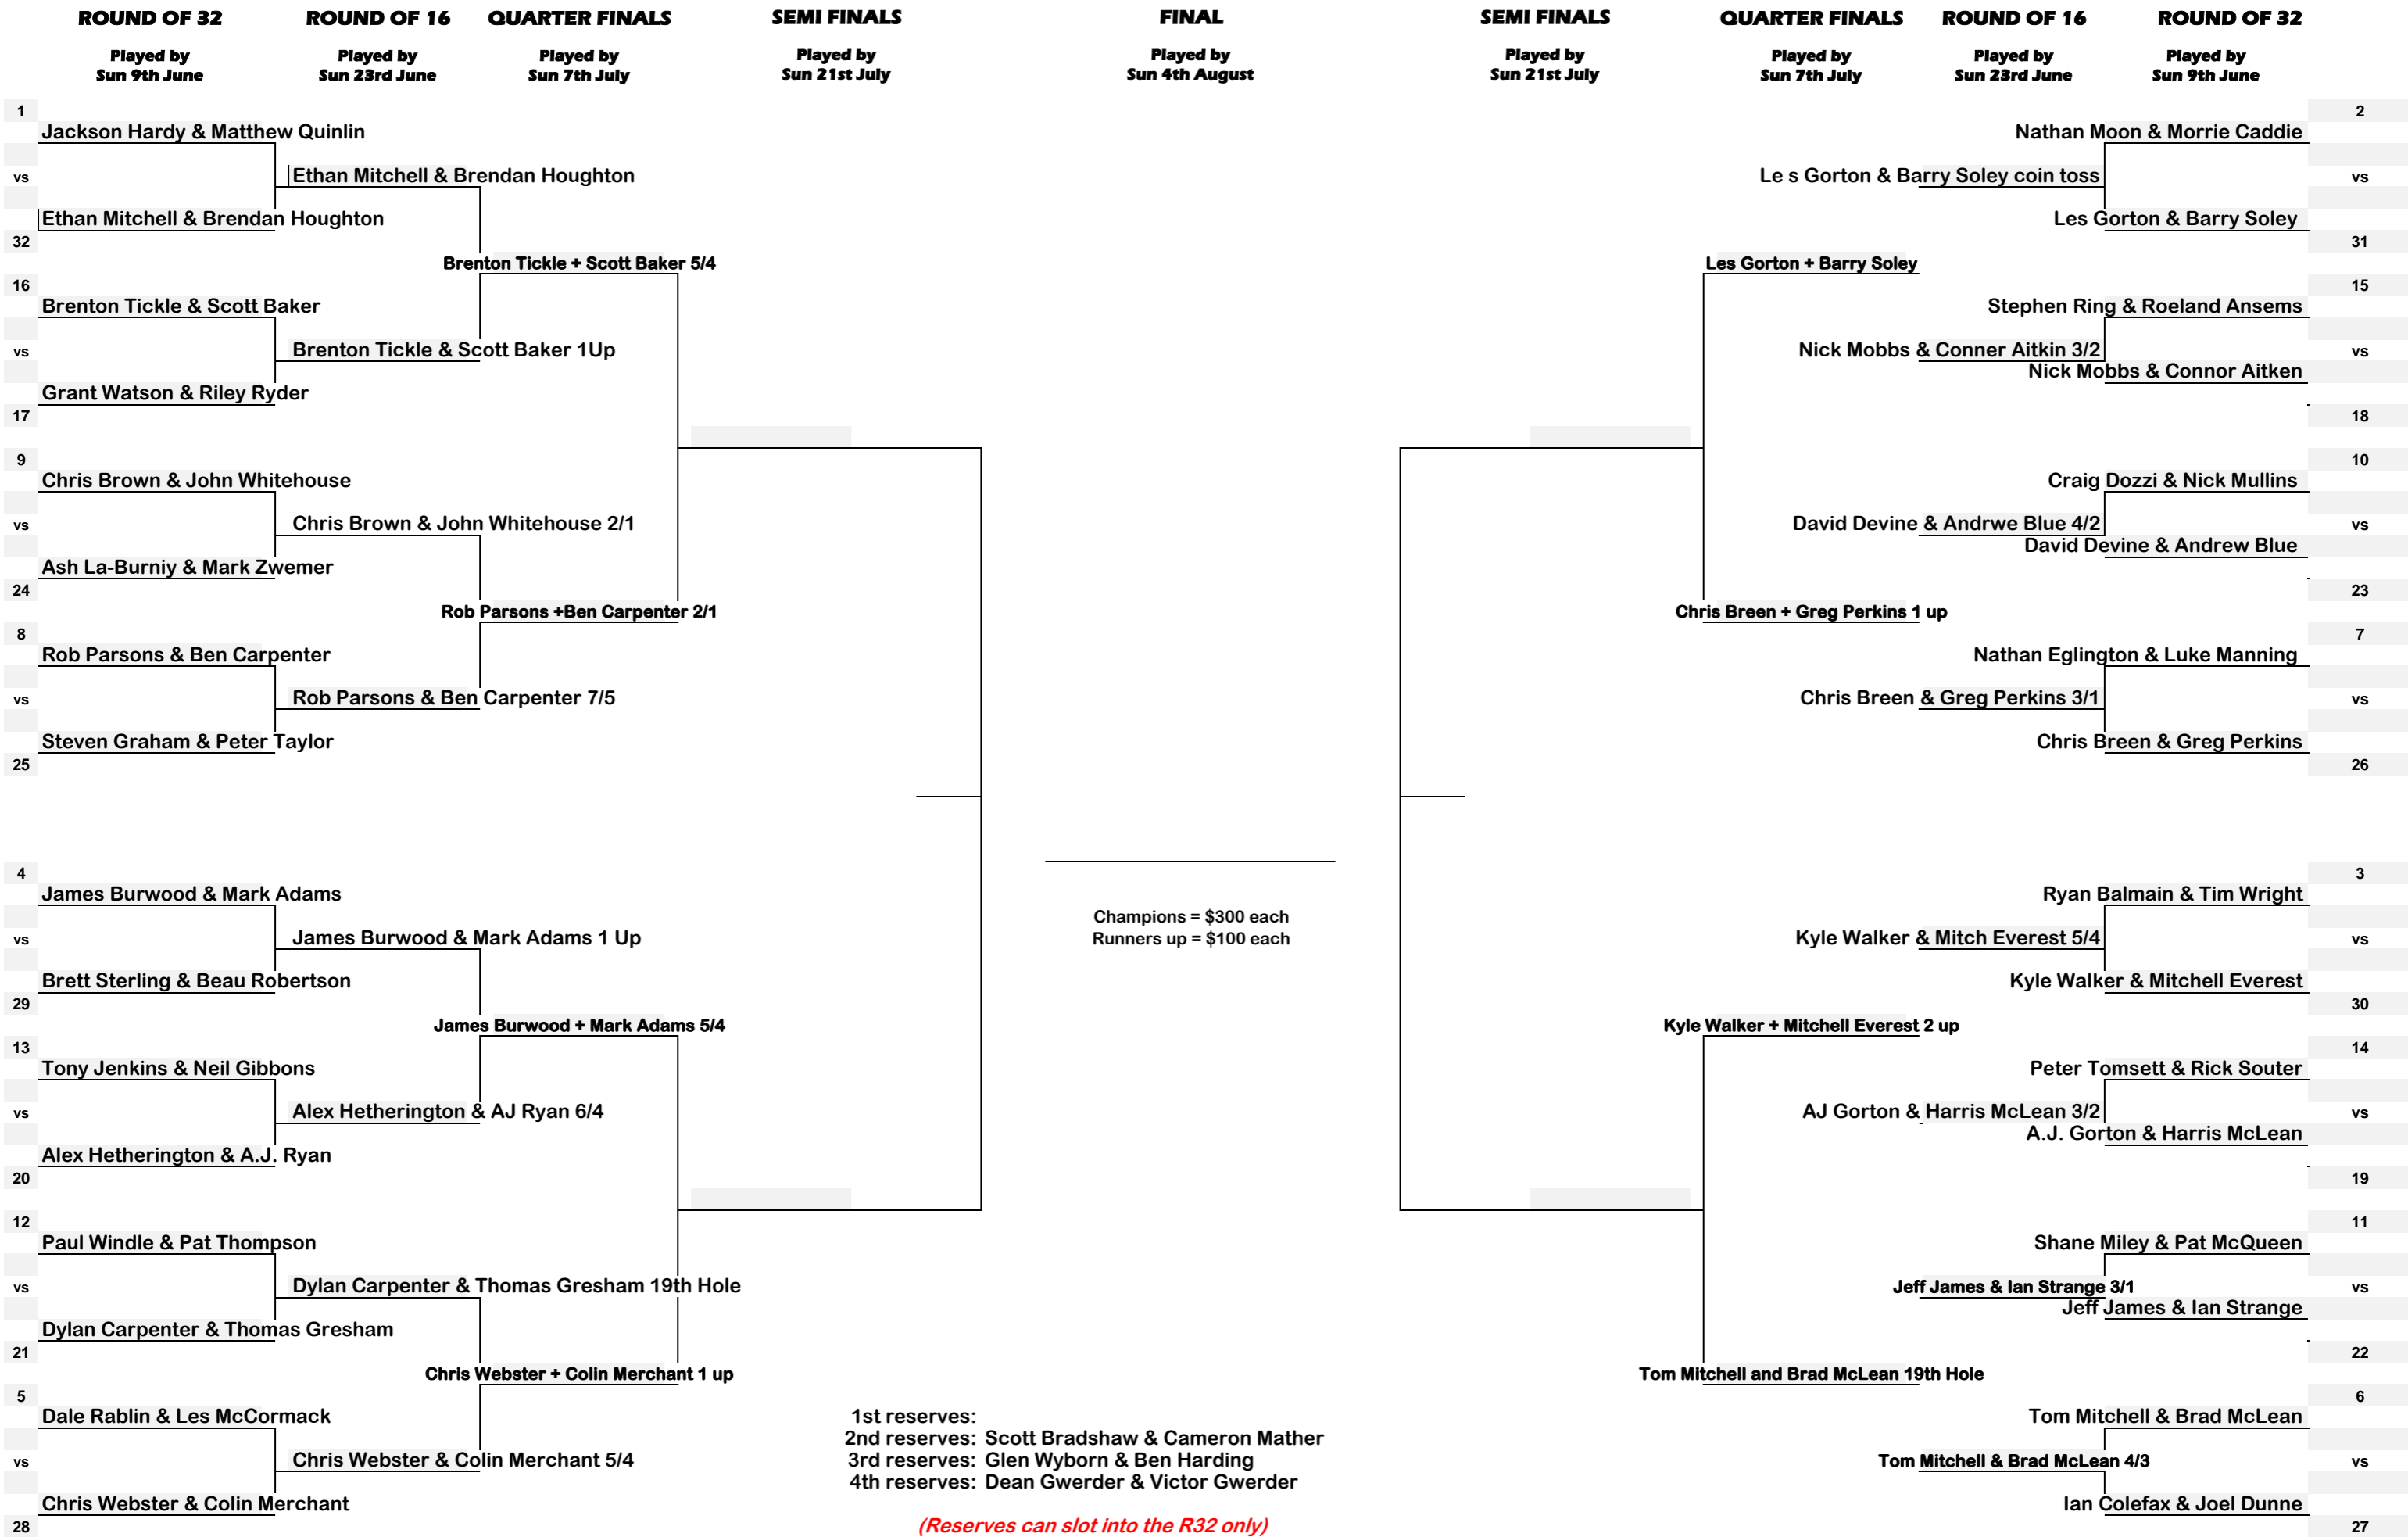 ROUND OF 32 ROUND OF 16 QUARTER FINALS SEMI FINALS FINAL SEMI FINALS QUARTER FINALS ROUND OF 16 ROUND OF 32
Played by Played by Played by Played by Played by Played by Played by Played by Played by
Sun 9th June Sun 23rd June Sun 7th July Sun 21st July Sun 4th August Sun 21st July Sun 7th July Sun 23rd June Sun 9th June
1 2
Jackson Hardy & Matthew Quinlin Nathan Moon & Morrie Caddie
vs Ethan Mitchell & Brendan Houghton Le s Gorton & Barry Soley coin toss vs
Ethan Mitchell & Brendan Houghton Les Gorton & Barry Soley
32 31
Brenton Tickle + Scott Baker 5/4 Les Gorton + Barry Soley
16 15
Brenton Tickle & Scott Baker Stephen Ring & Roeland Ansems
vs Brenton Tickle & Scott Baker 1Up Nick Mobbs & Conner Aitkin 3/2 vs
Nick Mobbs & Connor Aitken
Grant Watson & Riley Ryder
17 18
9 10
Chris Brown & John Whitehouse Craig Dozzi & Nick Mullins
vs Chris Brown & John Whitehouse 2/1 David Devine & Andrwe Blue 4/2 vs
David Devine & Andrew Blue
Ash La-Burniy & Mark Zwemer
24 23
Rob Parsons +Ben Carpenter 2/1 Chris Breen + Greg Perkins 1 up
8 7
Rob Parsons & Ben Carpenter Nathan Eglington & Luke Manning
vs Rob Parsons & Ben Carpenter 7/5 Chris Breen & Greg Perkins 3/1 vs
Steven Graham & Peter Taylor Chris Breen & Greg Perkins
25 26
4 3
James Burwood & Mark Adams Ryan Balmain & Tim Wright
Champions = $300 each
vs James Burwood & Mark Adams 1 Up Runners up = $100 each Kyle Walker & Mitch Everest 5/4 vs
Brett Sterling & Beau Robertson Kyle Walker & Mitchell Everest
29 30
James Burwood + Mark Adams 5/4 Kyle Walker + Mitchell Everest 2 up
13 14
Tony Jenkins & Neil Gibbons Peter Tomsett & Rick Souter
vs Alex Hetherington & AJ Ryan 6/4 AJ Gorton & Harris McLean 3/2 vs
A.J. Gorton & Harris McLean
Alex Hetherington & A.J. Ryan
20 19
12 11
Paul Windle & Pat Thompson Shane Miley & Pat McQueen
vs Dylan Carpenter & Thomas Gresham 19th Hole Jeff James & Ian Strange 3/1 vs
Jeff James & Ian Strange
Dylan Carpenter & Thomas Gresham
21 22
Chris Webster + Colin Merchant 1 up Tom Mitchell and Brad McLean 19th Hole
5 6
Dale Rablin & Les McCormack 1st reserves: Tom Mitchell & Brad McLean
2nd reserves: Scott Bradshaw & Cameron Mather
vs Chris Webster & Colin Merchant 5/4 3rd reserves: Glen Wyborn & Ben Harding Tom Mitchell & Brad McLean 4/3 vs
4th reserves: Dean Gwerder & Victor Gwerder
Chris Webster & Colin Merchant Ian Colefax & Joel Dunne
28 (Reserves can slot into the R32 only) 27